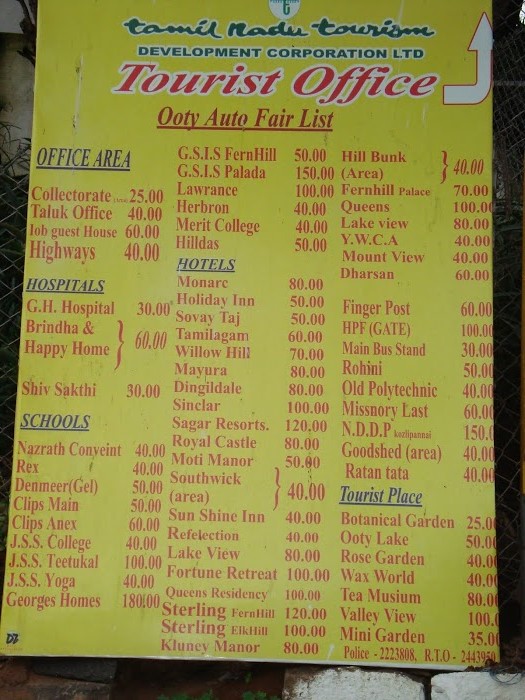 tamil Nadu tourism
DEVELOPMENT CORPORATION LTD
Tourist Office
Ooty Auto Fair List
OFFICE AREA
Collectorate 25.00
Taluk Office 40.00
Iob guest House 60.00
Highways 40.00
HOSPITALS
G.H. Hospital 30.00
Brindha &
Happy Home } 60.00
Shiv Sakthi 30.00
SCHOOLS
Nazrath Conveint 40.00
Rex 40.00
Denmeer(Gel) 50.00
Clips Main 50.00
Clips Anex 60.00
J.S.S. College 40.00
J.S.S. Teetukal 100.00
J.S.S. Yoga 40.00
Georges Homes 180.00
G.S.I.S FernHill 50.00
G.S.I.S Palada 150.00
Lawrance 100.00
Herbron 40.00
Merit College 40.00
Hilldas 50.00
HOTELS
Monarc 80.00
Holiday Inn 50.00
Sovay Taj 50.00
Tamilagam 60.00
Willow Hill 70.00
Mayura 80.00
Dingildale 80.00
Sinclar 100.00
Sagar Resorts. 120.00
Royal Castle 80.00
Moti Manor 50.00
Southwick
(area) } 40.00
Sun Shine Inn 40.00
Refelection 40.00
Lake View 80.00
Fortune Retreat 100.00
Queens Residency 100.00
Sterling FernHill 120.00
Sterling ElkHill 100.00
Kluney Manor 80.00
Hill Bunk
(Area) } 40.00
Fernhill Palace 70.00
Queens 100.00
Lake view 80.00
Y.W.C.A 40.00
Mount View 40.00
Dharsan 60.00
Finger Post 60.00
HPF (GATE) 100.00
Main Bus Stand 30.00
Rohini 50.00
Old Polytechnic 40.00
Missnory Last 60.00
N.D.D.P kozlipannai 150.0
Goodshed (area) 40.00
Ratan tata 40.00
Tourist Place
Botanical Garden 25.00
Ooty Lake 50.00
Rose Garden 40.00
Wax World 40.00
Tea Musium 80.00
Valley View 100.0
Mini Garden 35.00
Police - 2223808, R.T.O - 2443950